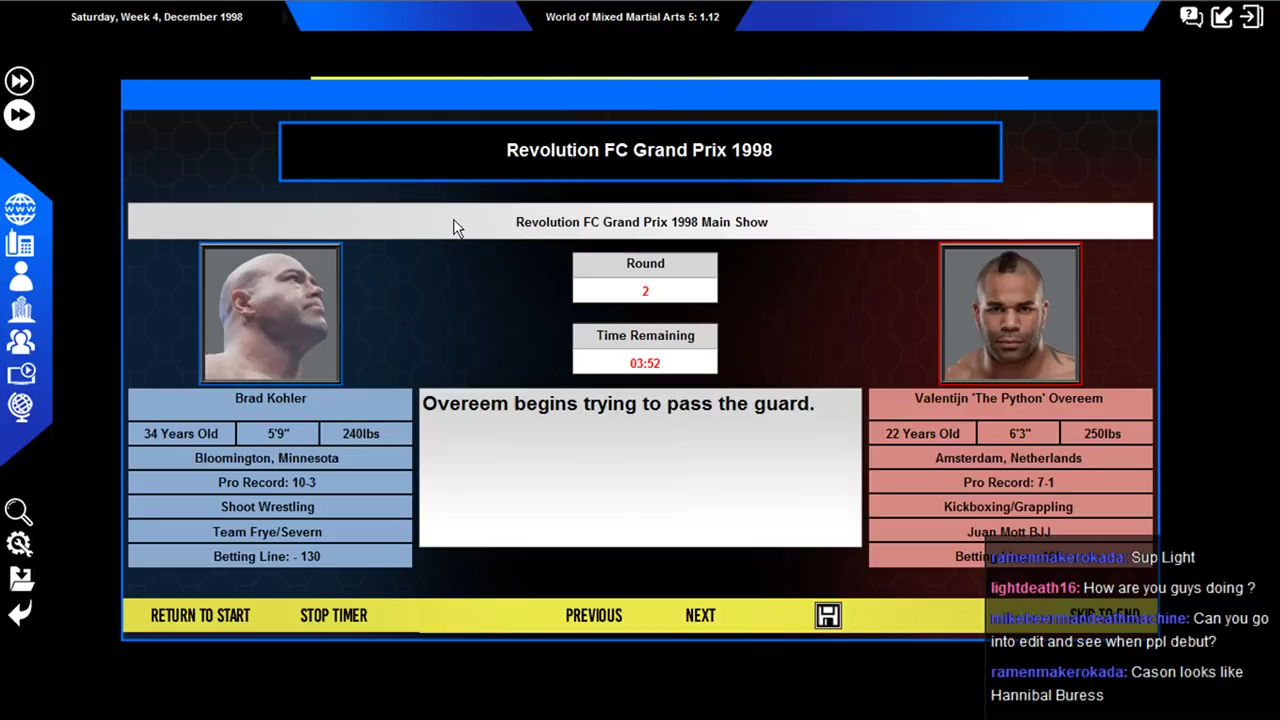 Saturday, Week 4, December 1998
World of Mixed Martial Arts 5: 1.12
Revolution FC Grand Prix 1998
Revolution FC Grand Prix 1998 Main Show
Round
2
Time Remaining
03:52
Brad Kohler
34 Years Old 5'9" 240lbs
Bloomington, Minnesota
Pro Record: 10-3
Shoot Wrestling
Team Frye/Severn
Betting Line: - 130
Overeem begins trying to pass the guard.
Valentijn 'The Python' Overeem
22 Years Old 6'3" 250lbs
Amsterdam, Netherlands
Pro Record: 7-1
Kickboxing/Grappling
Juan Mott BJJ
RETURN TO START STOP TIMER PREVIOUS NEXT SKIP TO END
ramenmakerokada: Sup Light
lightdeath16: How are you guys doing ?
mikebeermandeathmachine: Can you go
into edit and see when ppl debut?
ramenmakerokada: Cason looks like
Hannibal Buress